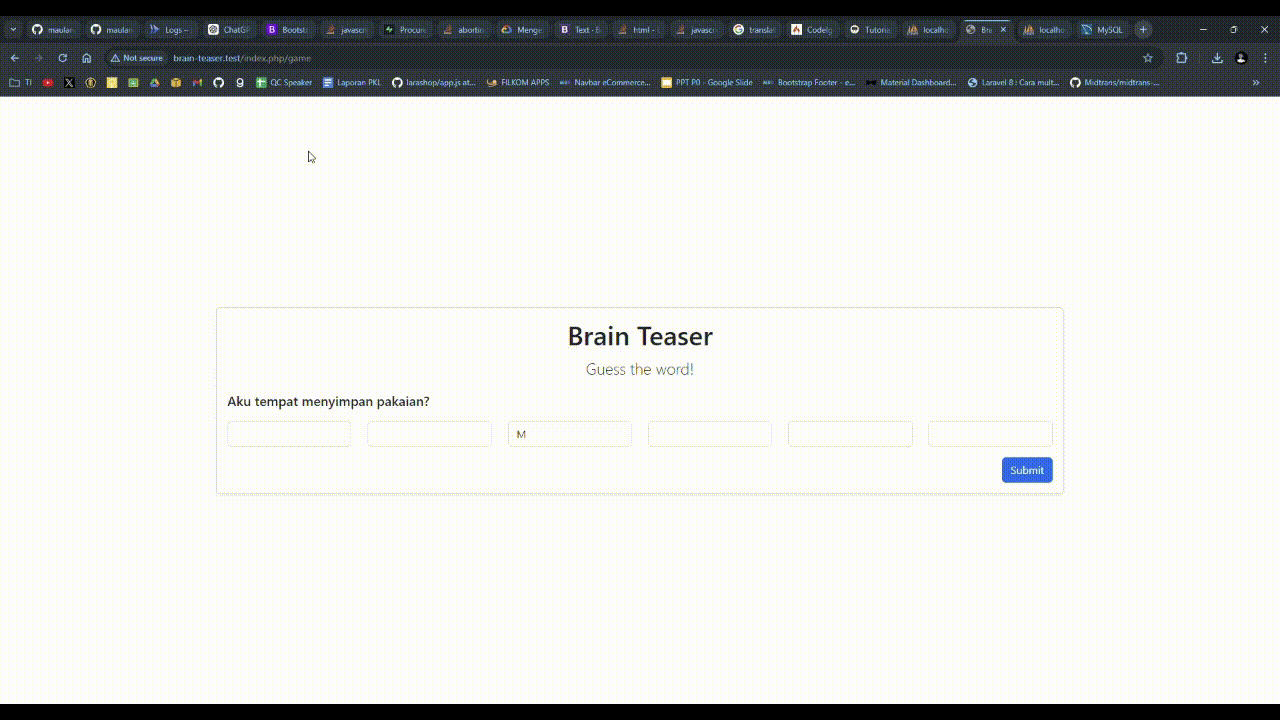 maulan
maulan
Logs –
ChatGP
Bootst
javascri
Procure
abortin
Menge
Text · B
html - 
javascri
translat
CodeIg
Tutoria
localho
Bra
localho
MySQL
Not secure
brain-teaser.test/index.php/game
TI
QC Speaker
Laporan PKL
larashop/app.js at...
FILKOM APPS
Navbar eCommerce...
PPT P0 - Google Slide
Bootstrap Footer - e...
Material Dashboard...
Laravel 8 : Cara mult...
Midtrans/midtrans-...
Brain Teaser
Guess the word!
Aku tempat menyimpan pakaian?
M
Submit